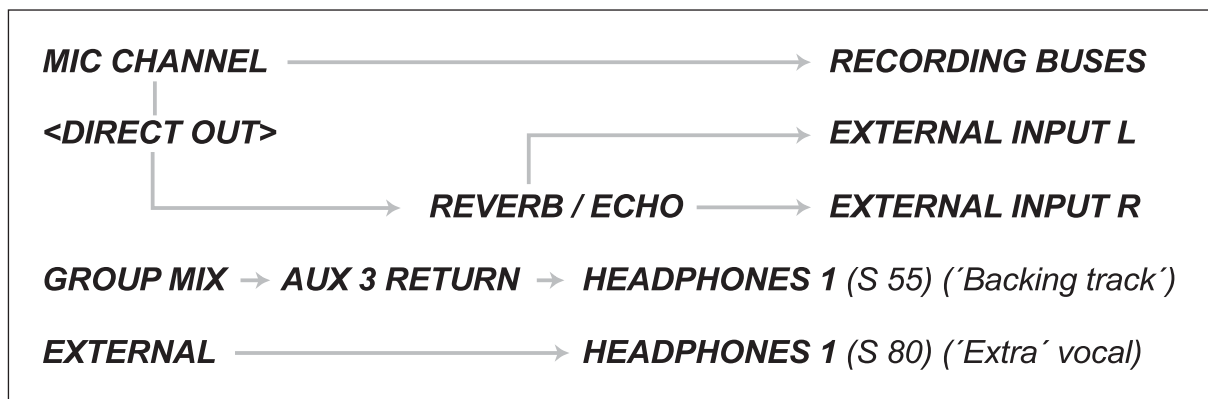 MIC CHANNEL RECORDING BUSES
<DIRECT OUT> EXTERNAL INPUT L
REVERB / ECHO EXTERNAL INPUT R
GROUP MIX AUX 3 RETURN HEADPHONES 1 (S 55) (´Backing track´)
EXTERNAL HEADPHONES 1 (S 80) (´Extra´ vocal)